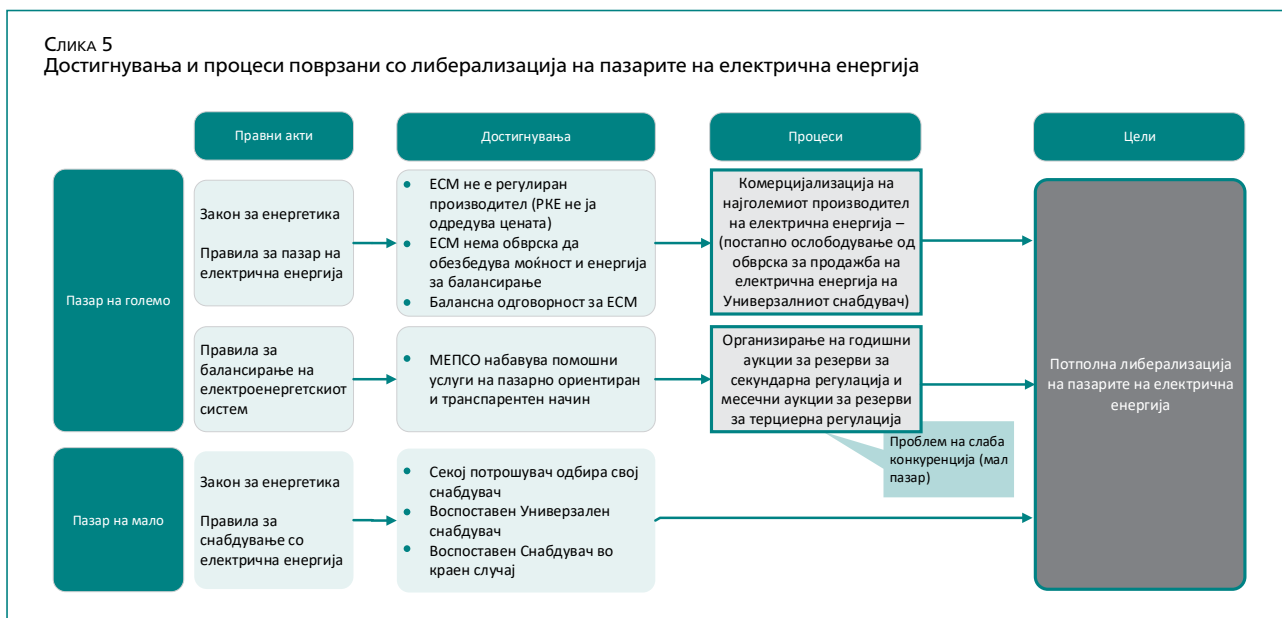 Слика 5
Достигнувања и процеси поврзани со либерализација на пазарите на електрична енергија
Правни акти
Достигнувања
Процеси
Цели
Пазар на големо
Закон за енергетика
Правила за пазар на
електрична енергија
• ЕСМ не е регулиран
производител (РКЕ не ја
одредува цената)
• ЕСМ нема обврска да
обезбедува моќност и енергија
за балансирање
• Балансна одговорност за ЕСМ
Комерцијализација на
најголемиот производител
на електрична енергија –
(постапно ослободување од
обврска за продажба на
електрична енергија на
Универзалниот снабдувач)
Правила за
балансирање на
електроенергетскиот
систем
• МЕПСО набавува помошни
услуги на пазарно ориентиран
и транспарентен начин
Организирање на годишни
аукции за резерви за
секундарна регулација и
месечни аукции за резерви
за терциерна регулација
Проблем на слаба
конкуренција (мал
пазар)
Потполна либерализација
на пазарите на електрична
енергија
Пазар на мало
Закон за енергетика
Правила за
снабдување со
електрична енергија
• Секој потрошувач одбира свој
снабдувач
• Воспоставен Универзален
снабдувач
• Воспоставен Снабдувач во
краен случај